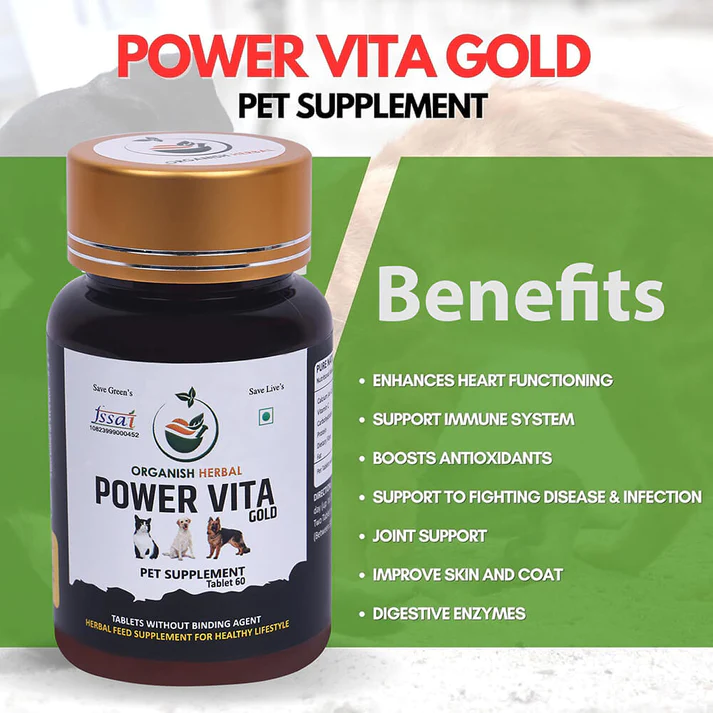 POWER VITA GOLD
PET SUPPLEMENT
ORGANISH HERBAL
Benefits
• ENHANCES HEART FUNCTIONING
• SUPPORT IMMUNE SYSTEM
• BOOSTS ANTIOXIDANTS
• SUPPORT TO FIGHTING DISEASE & INFECTION
• JOINT SUPPORT
• IMPROVE SKIN AND COAT
• DIGESTIVE ENZYMES
Save Green's
Save Live's
fssai
10823999000452
ORGANISH HERBAL
POWER VITA
GOLD
PET SUPPLEMENT
Tablet 60
TABLETS WITHOUT BINDING AGENT
HERBAL FEED SUPPLEMENT FOR HEALTHY LIFESTYLE